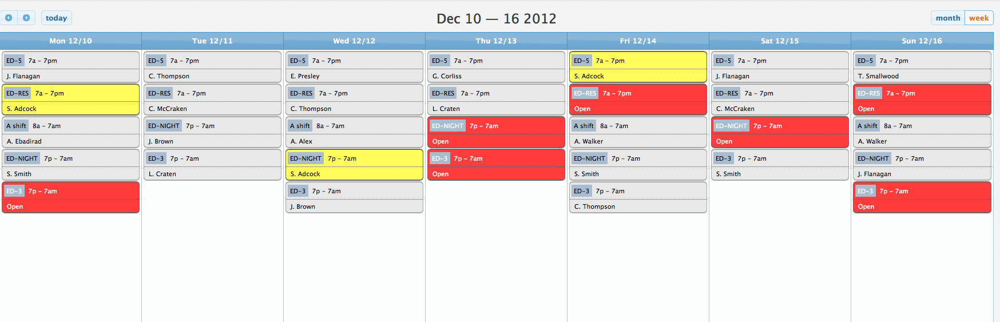 today
Dec 10 — 16 2012
month week
Mon 12/10
Tue 12/11
Wed 12/12
Thu 12/13
Fri 12/14
Sat 12/15
Sun 12/16
ED-5 7a - 7pm
J. Flanagan
ED-RES 7a - 7pm
S. Adcock
A shift 8a - 7am
A. Ebadirad
ED-NIGHT 7p - 7am
S. Smith
ED-3 7p - 7am
Open
ED-5 7a - 7pm
C. Thompson
ED-RES 7a - 7pm
C. McCraken
ED-NIGHT 7p - 7am
J. Brown
ED-3 7p - 7am
L. Craten
ED-5 7a - 7pm
E. Presley
ED-RES 7a - 7pm
C. Thompson
A shift 8a - 7am
A. Alex
ED-NIGHT 7p - 7am
S. Adcock
ED-3 7p - 7am
J. Brown
ED-5 7a - 7pm
G. Corliss
ED-RES 7a - 7pm
L. Craten
ED-NIGHT 7p - 7am
Open
ED-3 7p - 7am
Open
ED-5 7a - 7pm
S. Adcock
ED-RES 7a - 7pm
Open
A shift 8a - 7am
A. Walker
ED-NIGHT 7p - 7am
S. Smith
ED-3 7p - 7am
C. Thompson
ED-5 7a - 7pm
J. Flanagan
ED-RES 7a - 7pm
C. McCraken
ED-NIGHT 7p - 7am
Open
ED-3 7p - 7am
S. Smith
ED-5 7a - 7pm
T. Smallwood
ED-RES 7a - 7pm
Open
A shift 8a - 7am
A. Walker
ED-NIGHT 7p - 7am
J. Flanagan
ED-3 7p - 7am
Open